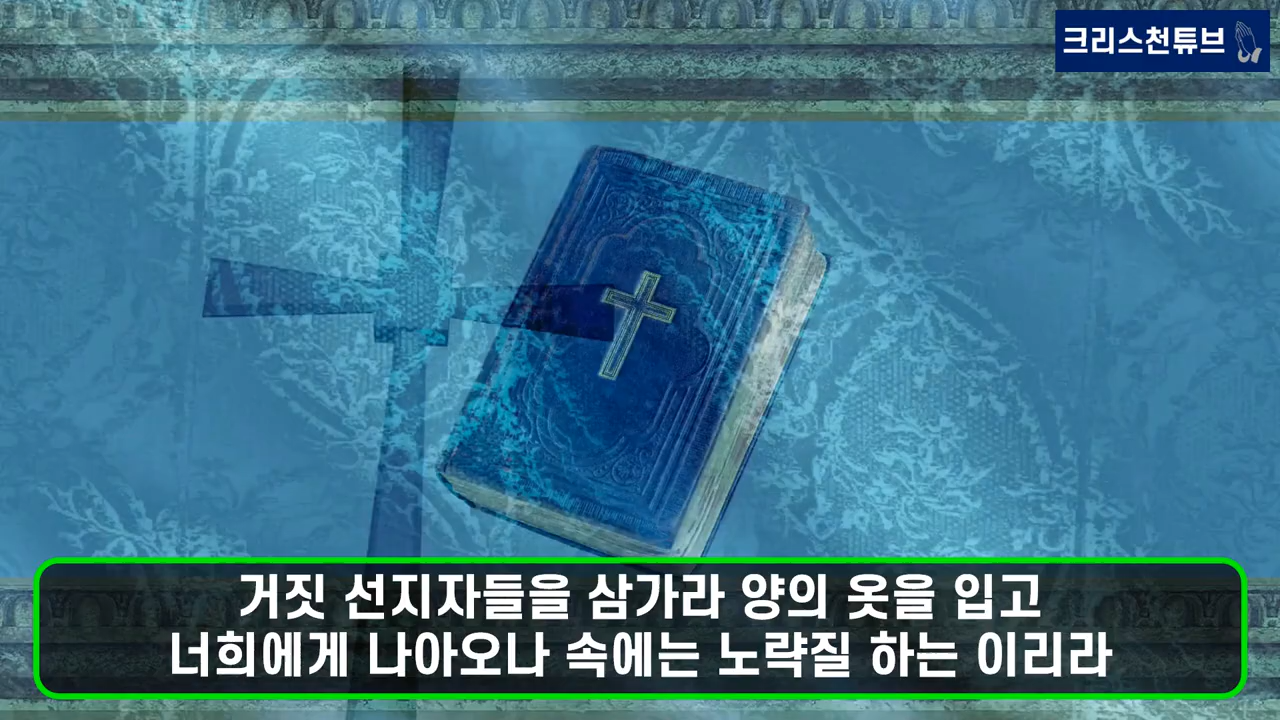 크리스천튜브
거짓 선지자들을 삼가라 양의 옷을 입고
너희에게 나아오나 속에는 노략질 하는 이리라